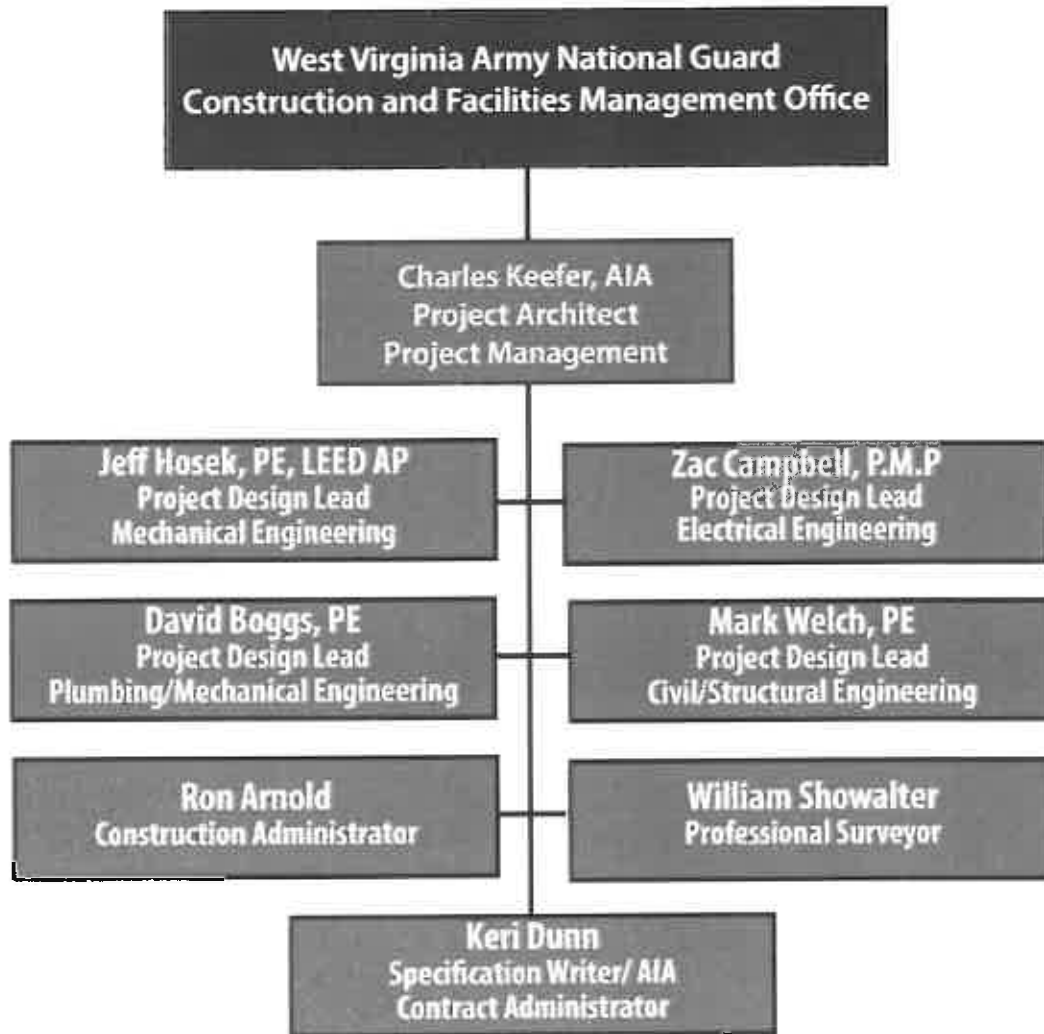 West Virginia Army National Guard
Construction and Facilities Management Office
Charles Keefer, AIA
Project Architect
Project Management
Jeff Hosek, PE, LEED AP
Project Design Lead
Mechanical Engineering
Zac Campbell, P.M.P
Project Design Lead
Electrical Engineering
David Boggs, PE
Project Design Lead
Plumbing/Mechanical Engineering
Mark Welch, PE
Project Design Lead
Civil/Structural Engineering
Ron Arnold
Construction Administrator
William Showalter
Professional Surveyor
Keri Dunn
Specification Writer/ AIA
Contract Administrator